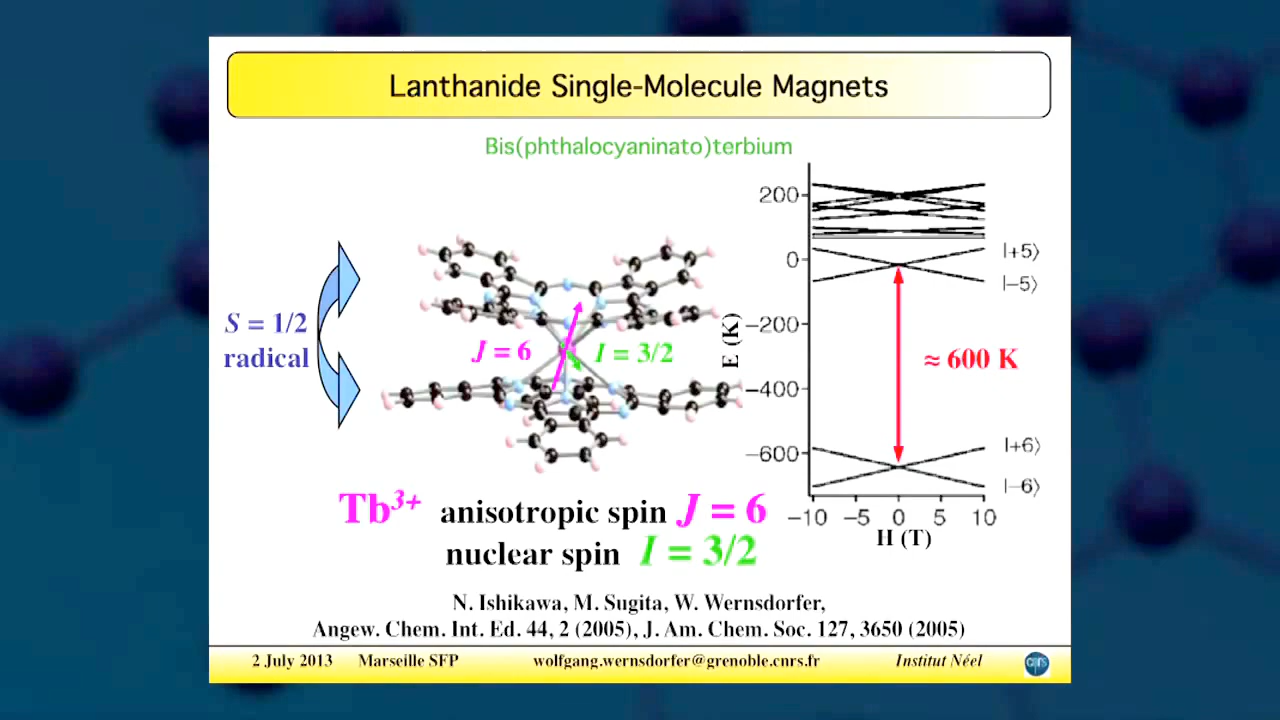 Lanthanide Single-Molecule Magnets
Bis(phthalocyaninato)terbium
S = 1/2
radical
J = 6
I = 3/2
E (K)
200
0
−200
−400
−600
|+5⟩
|−5⟩
≈ 600 K
|+6⟩
|−6⟩
−10 −5 0 5 10
H (T)
Tb³⁺ anisotropic spin J = 6
nuclear spin I = 3/2
N. Ishikawa, M. Sugita, W. Wernsdorfer,
Angew. Chem. Int. Ed. 44, 2 (2005), J. Am. Chem. Soc. 127, 3650 (2005)
2 July 2013 Marseille SFP wolfgang.wernsdorfer@grenoble.cnrs.fr Institut Néel
cnrs